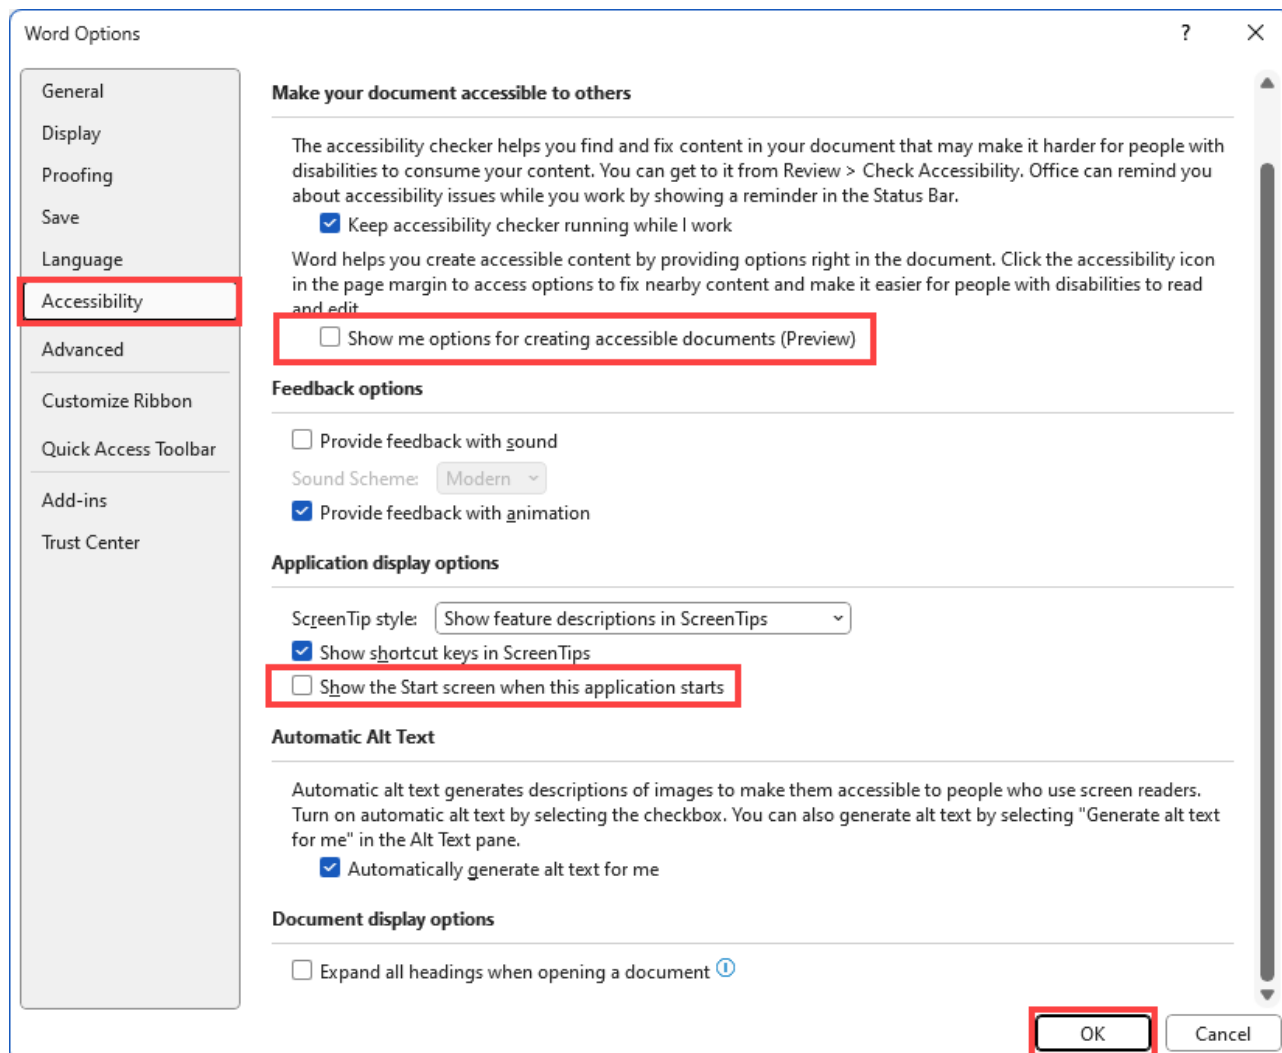 Word Options
?
General
Display
Proofing
Save
Language
Accessibility
Advanced
Customize Ribbon
Quick Access Toolbar
Add-ins
Trust Center
Make your document accessible to others
The accessibility checker helps you find and fix content in your document that may make it harder for people with
disabilities to consume your content. You can get to it from Review > Check Accessibility. Office can remind you
about accessibility issues while you work by showing a reminder in the Status Bar.
Keep accessibility checker running while I work
Word helps you create accessible content by providing options right in the document. Click the accessibility icon
in the page margin to access options to fix nearby content and make it easier for people with disabilities to read
and edit
Show me options for creating accessible documents (Preview)
Feedback options
Provide feedback with sound
Sound Scheme: Modern
Provide feedback with animation
Application display options
ScreenTip style: Show feature descriptions in ScreenTips
Show shortcut keys in ScreenTips
Show the Start screen when this application starts
Automatic Alt Text
Automatic alt text generates descriptions of images to make them accessible to people who use screen readers.
Turn on automatic alt text by selecting the checkbox. You can also generate alt text by selecting "Generate alt text
for me" in the Alt Text pane.
Automatically generate alt text for me
Document display options
Expand all headings when opening a document
OK
Cancel